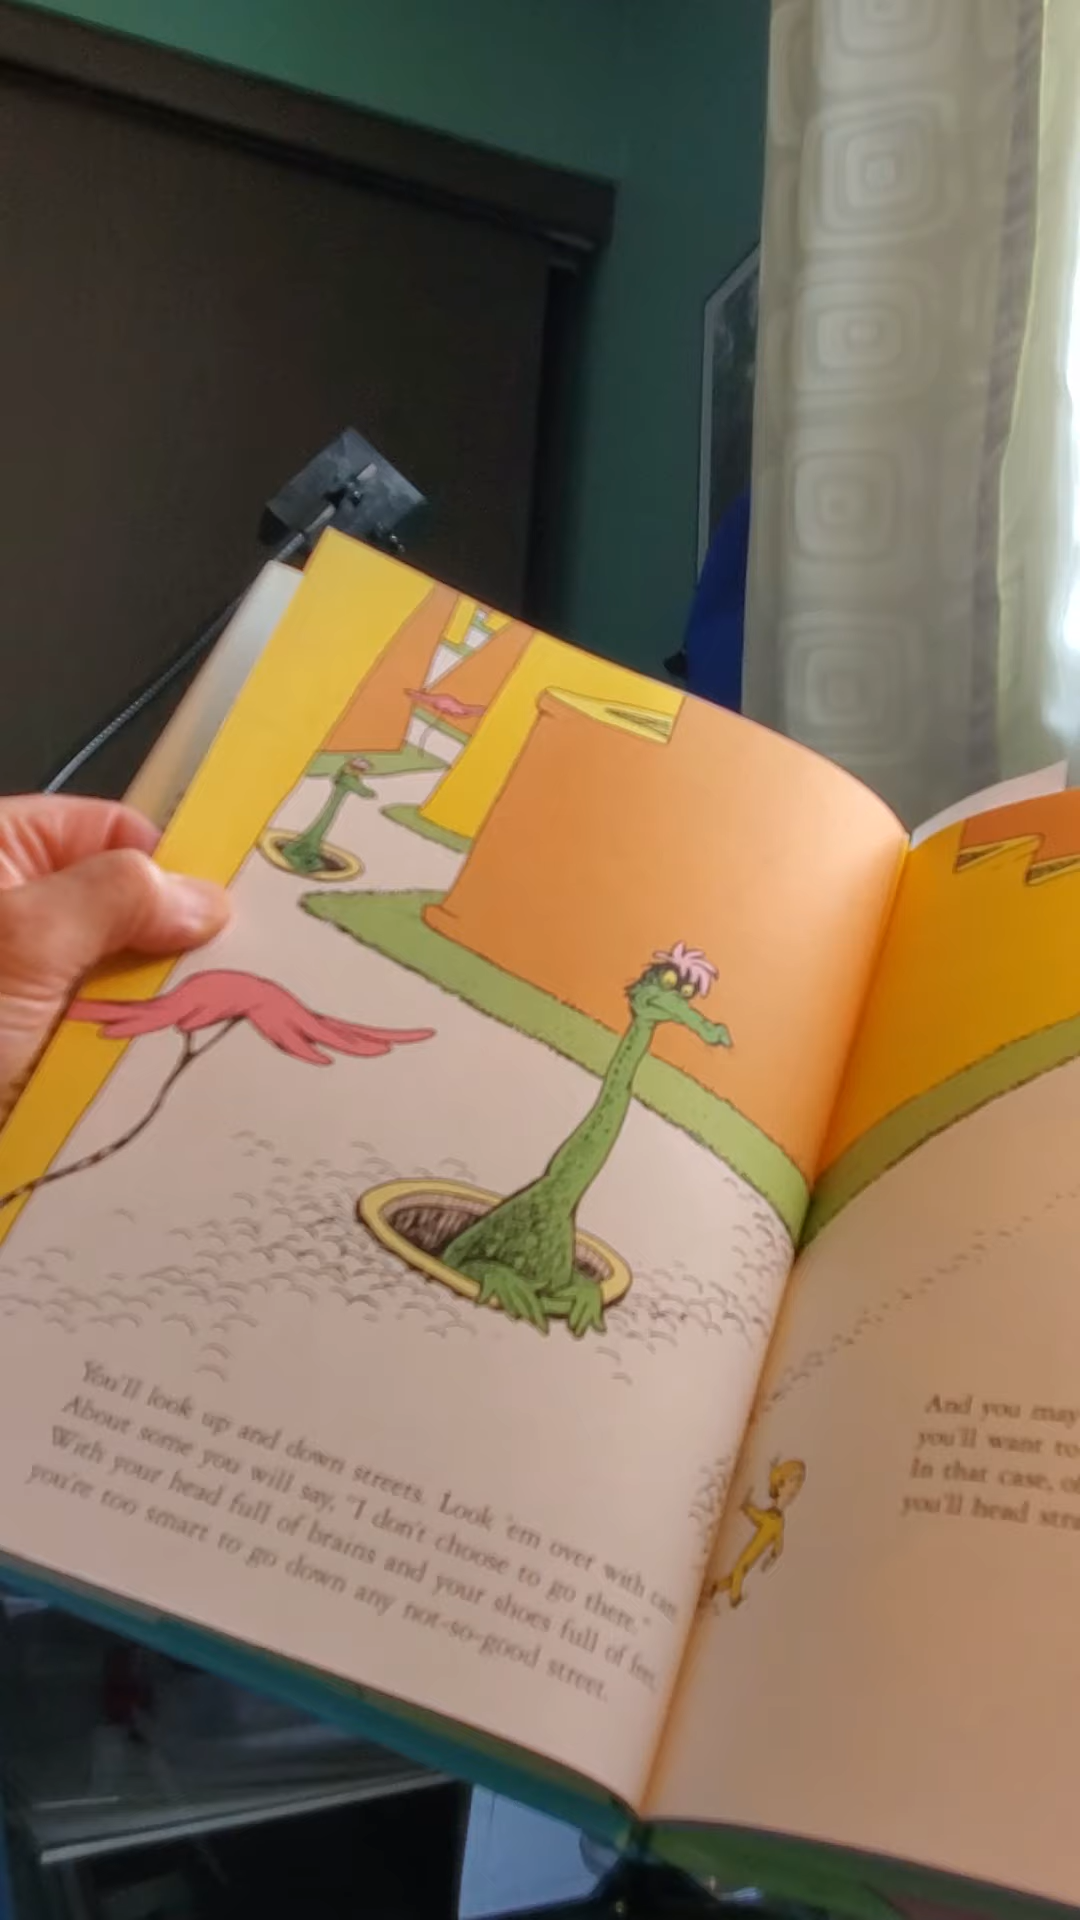 You'll look up and down streets. Look 'em over with care
About some you will say, "I don't choose to go there."
With your head full of brains and your shoes full of feet,
you're too smart to go down any not-so-good street.
And you may
you'll want to
In that case, of
you'll head stra